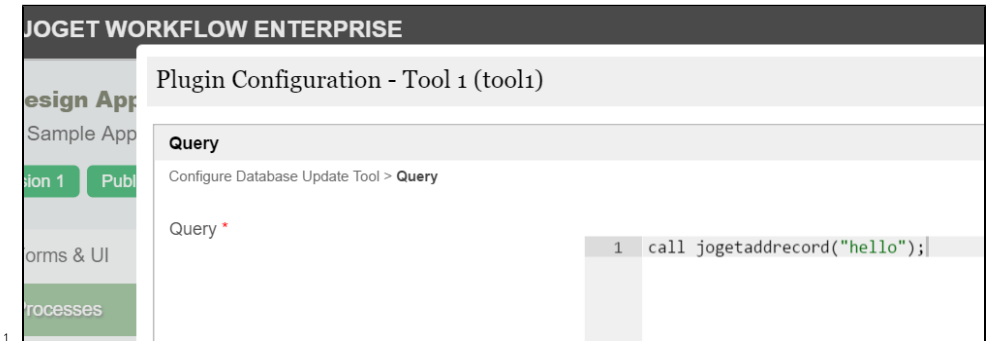 JOGET WORKFLOW ENTERPRISE
Plugin Configuration - Tool 1 (tool1)
esign App
Sample App
Query
sion 1
Publ
Configure Database Update Tool > Query
Query *
1 call jogetaddrecord("hello");
orms & UI
rocesses
1